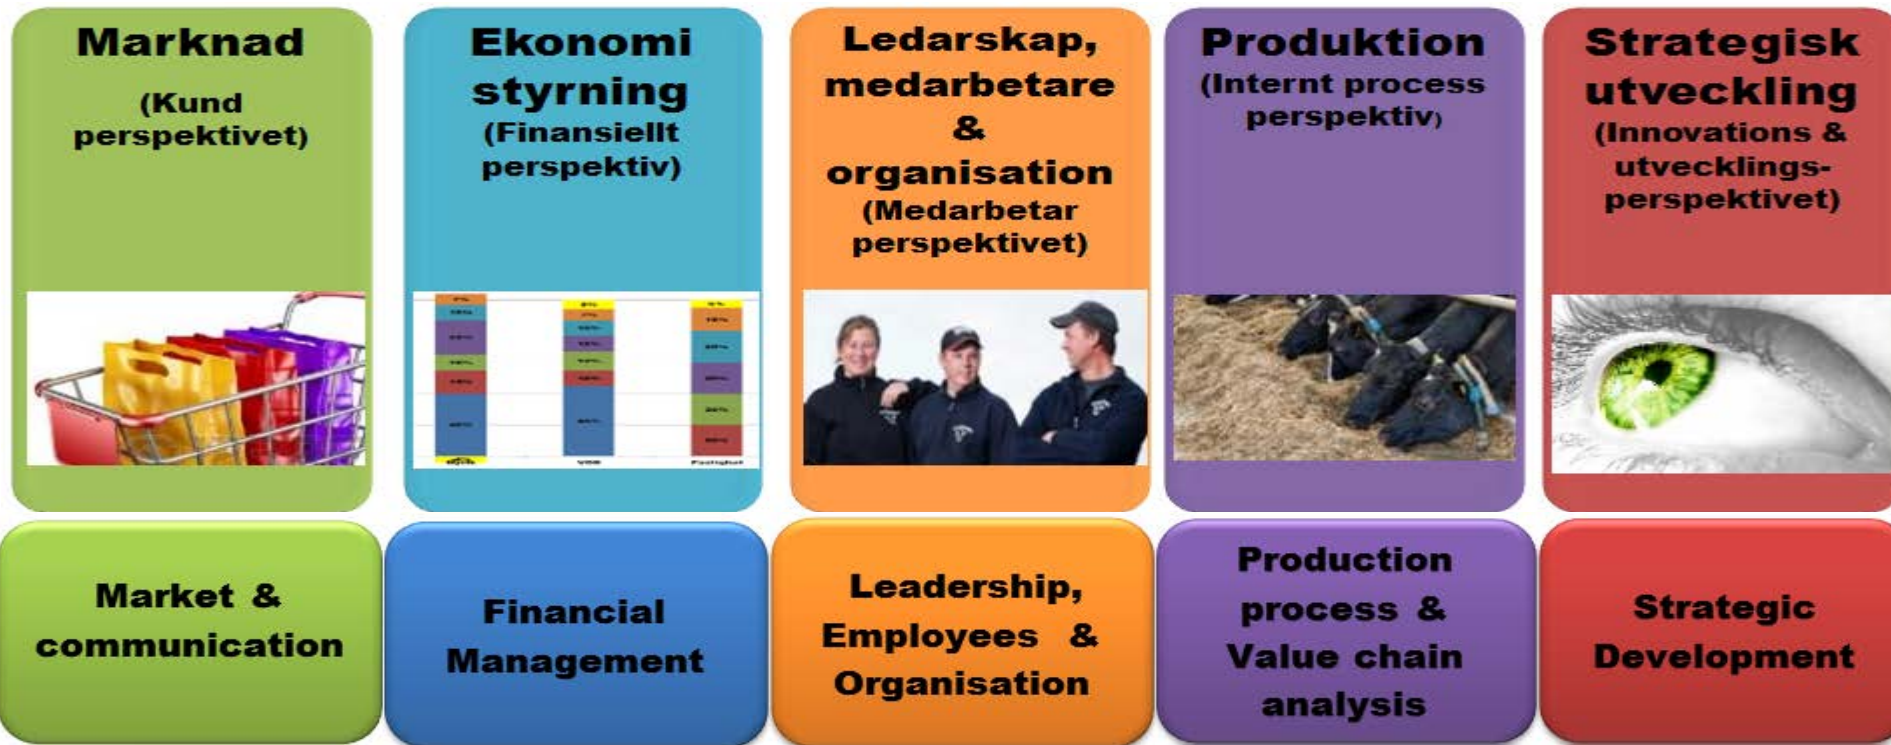 Marknad
(Kund
perspektivet)
Ekonomi
styrning
(Finansiellt
perspektiv)
Ledarskap,
medarbetare
&
organisation
(Medarbetar
perspektivet)
Produktion
(Internt process
perspektiv)
Strategisk
utveckling
(Innovations &
utvecklings-
perspektivet)
Fastighet
Market &
communication
Financial
Management
Leadership,
Employees &
Organisation
Production
process &
Value chain
analysis
Strategic
Development